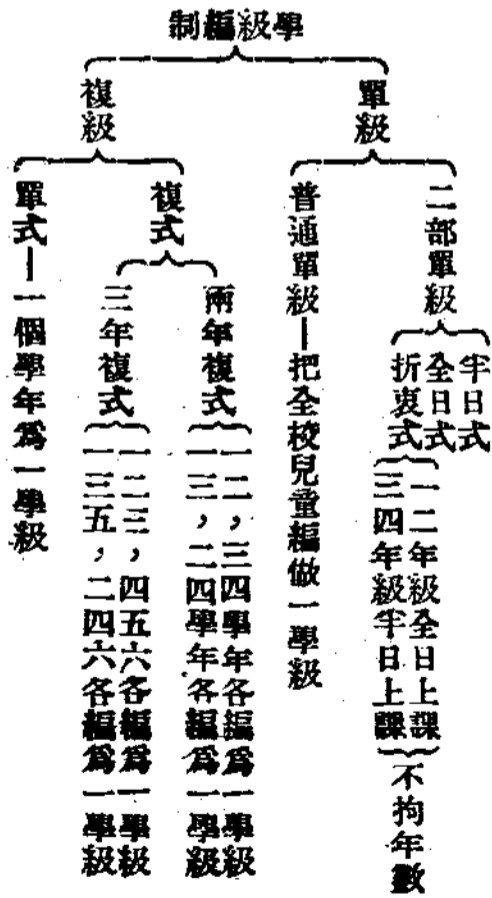 學級編制
單級
二部單級
半日式
全日式
折衷式
一二年級全日上課
三四年級半日上課
不拘年數
普通單級—把全校兒童編做一學級
複級
複式
兩年複式
一二，三四學年各編爲一學級
一三，二四學年各編爲一學級
三年複式
一二三，四五六各編爲一學級
一三五，二四六各編爲一學級
單式—一個學年爲一學級